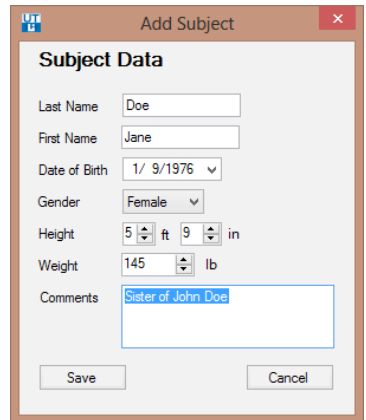 UT
Add Subject
Subject Data
Last Name Doe
First Name Jane
Date of Birth 1/ 9/1976
Gender Female
Height 5 ft 9 in
Weight 145 lb
Comments Sister of John Doe
Save Cancel